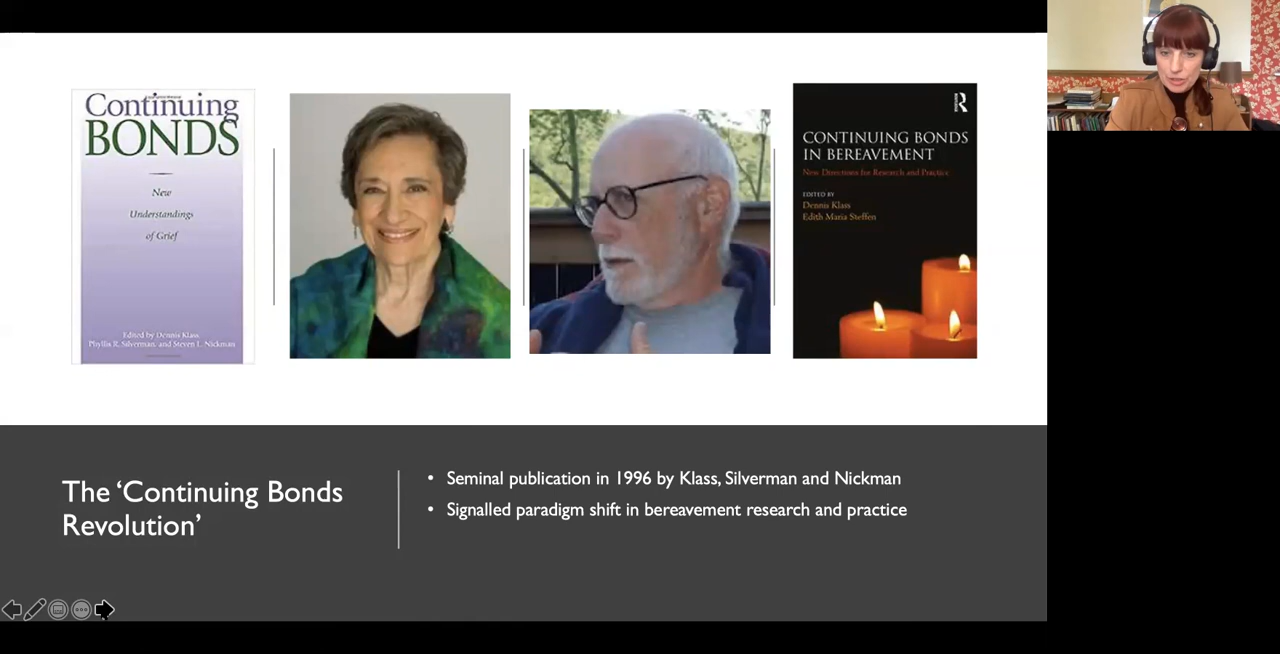 Continuing
BONDS
New
Understandings
of Grief
Edited by Dennis Klass
Phyllis R. Silverman, and Steven L. Nickman
R
CONTINUING BONDS
IN BEREAVEMENT
New Directions for Research and Practice
EDITED BY
Dennis Klass
Edith Maria Steffen
The ‘Continuing Bonds
Revolution’
• Seminal publication in 1996 by Klass, Silverman and Nickman
• Signalled paradigm shift in bereavement research and practice